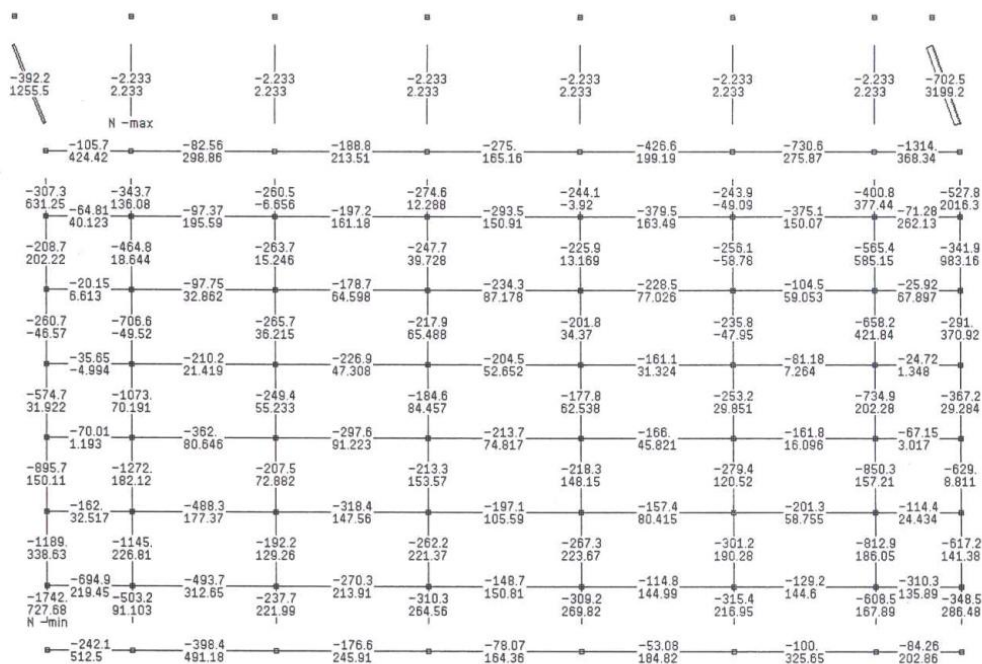 -392.2 -2.233 -2.233 -2.233 -2.233 -2.233 -2.233 -702.5
1255.5 2.233 2.233 2.233 2.233 2.233 2.233 3199.2
N -max
-105.7 -82.56 -188.8 -275. -426.6 -730.6 -1314.
424.42 298.86 213.51 165.16 199.19 275.87 368.34
-307.3 -343.7 -260.5 -274.6 -244.1 -243.9 -400.8 -527.8
631.25 136.08 -6.656 12.288 -3.92 -49.09 377.44 2016.3
-64.81 -97.37 -197.2 -293.5 -379.5 -375.1 -71.28
40.123 195.59 161.18 150.91 163.49 150.07 262.13
-208.7 -464.8 -263.7 -247.7 -225.9 -258.1 -565.4 -341.9
202.22 18.644 15.246 39.728 13.169 -58.78 585.15 983.16
-20.15 -97.75 -178.7 -234.3 -228.5 -104.5 -25.92
6.613 32.862 64.598 87.178 77.026 59.053 67.897
-260.7 -706.6 -265.7 -217.9 -201.8 -235.8 -658.2 -291.
-46.57 -49.52 36.215 65.488 34.37 -47.95 421.84 370.92
-35.65 -210.2 -226.9 -204.5 -161.1 -81.18 -24.72
-4.994 21.419 47.308 52.652 31.324 7.264 1.348
-574.7 -1073. -249.4 -184.6 -177.8 -253.2 -734.9 -367.2
31.922 70.191 55.233 84.457 62.538 29.851 202.28 29.284
-70.01 -362. -297.6 -213.7 -166. -161.8 -67.15
1.193 80.646 91.223 74.817 45.821 16.096 3.017
-895.7 -1272. -207.5 -213.3 -218.3 -279.4 -850.3 -629.
150.11 182.12 72.882 153.57 148.15 120.52 157.21 8.811
-162. -488.3 -318.4 -197.1 -157.4 -201.3 -114.4
32.517 177.37 147.56 105.59 80.415 58.755 24.434
-1189. -1145. -192.2 -262.2 -267.3 -301.2 -812.9 -617.2
338.63 226.81 129.26 221.37 223.67 190.28 186.05 141.38
-694.9 -493.7 -270.3 -148.7 -114.8 -129.2 -310.3
219.45 312.65 213.91 150.81 144.99 144.6 135.89
-1742. -503.2 -237.7 -310.3 -309.2 -315.4 -608.5 -348.5
727.68 91.103 221.99 264.56 269.82 216.95 167.89 286.48
N -min
-242.1 -398.4 -176.6 -78.07 -53.08 -100. -84.26
512.5 491.18 245.91 164.36 184.82 325.65 202.86